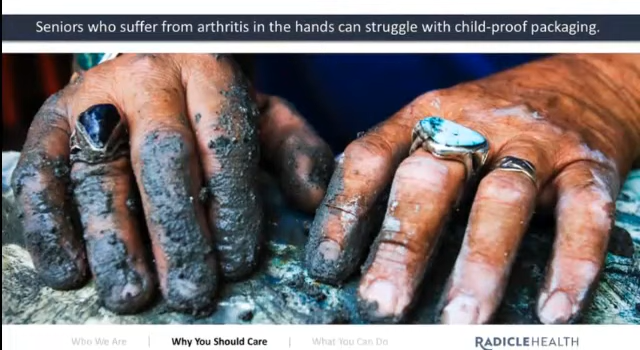 Seniors who suffer from arthritis in the hands can struggle with child-proof packaging.
Who We Are | Why You Should Care | What You Can Do
RADICLEHEALTH